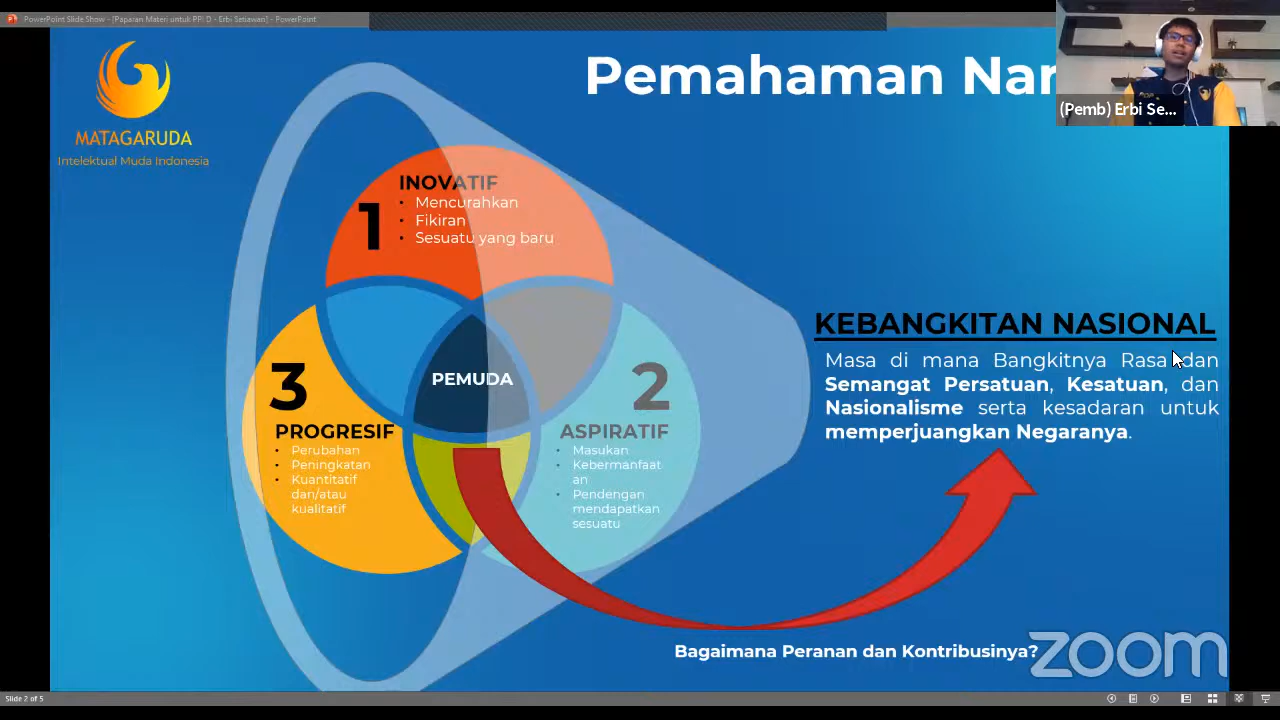 PowerPoint Slide Show - [Paparan Materi untuk PPI D - Erbi Setiawan] - PowerPoint
MATAGARUDA
Intelektual Muda Indonesia
Pemahaman
(Pemb) Erbi Se...
INOVATIF
1
• Mencurahkan
• Fikiran
• Sesuatu yang baru
3
PROGRESIF
• Perubahan
• Peningkatan
• Kuantitatif
dan/atau
kualitatif
PEMUDA
2
ASPIRATIF
• Masukan
• Kebermanfaat
an
• Pendengan
mendapatkan
sesuatu
KEBANGKITAN NASIONAL
Masa di mana Bangkitnya Rasa dan
Semangat Persatuan, Kesatuan, dan
Nasionalisme serta kesadaran untuk
memperjuangkan Negaranya.
Bagaimana Peranan dan Kontribusinya?
zoom
Slide 2 of 5